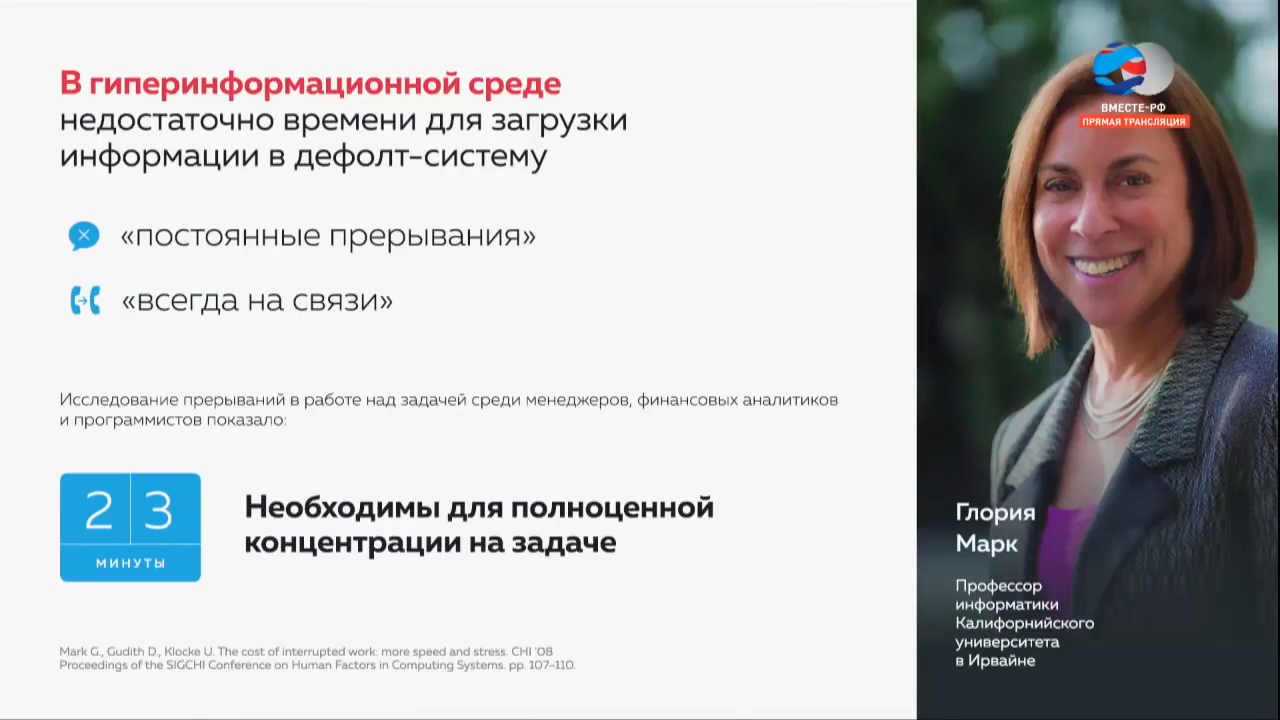 В гиперинформационной среде
недостаточно времени для загрузки
информации в дефолт-систему
«постоянные прерывания»
«всегда на связи»
Исследование прерываний в работе над задачей среди менеджеров, финансовых аналитиков
и программистов показало:
23
МИНУТЫ
Необходимы для полноценной
концентрации на задаче
Mark G., Gudith D., Klocke U. The cost of interrupted work: more speed and stress. CHI '08
Proceedings of the SIGCHI Conference on Human Factors in Computing Systems. pp. 107–110.
ВМЕСТЕ-РФ
ПРЯМАЯ ТРАНСЛЯЦИЯ
Глория
Марк
Профессор
информатики
Калифорнийского
университета
в Ирвайне